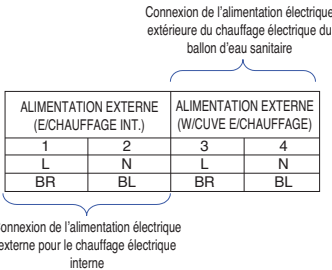 Connexion de l'alimentation électrique
extérieure du chauffage électrique du
ballon d'eau sanitaire
ALIMENTATION EXTERNE
(E/CHAUFFAGE INT.)
ALIMENTATION EXTERNE
(W/CUVE E/CHAUFFAGE)
1 2 3 4
L N L N
BR BL BR BL
onnexion de l'alimentation électrique
externe pour le chauffage électrique
interne